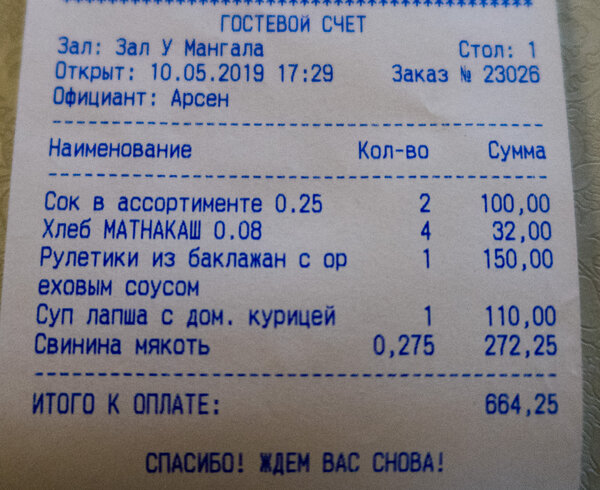 ГОСТЕВОЙ СЧЕТ
Зал: Зал У Мангала Стол: 1
Открыт: 10.05.2019 17:29 Заказ № 23026
Официант: Арсен
Наименование Кол-во Сумма
Сок в ассортименте 0.25 2 100,00
Хлеб МАТНАКАШ 0.08 4 32,00
Рулетики из баклажан с ор 1 150,00
еховым соусом
Суп лапша с дом. курицей 1 110,00
Свинина мякоть 0,275 272,25
ИТОГО К ОПЛАТЕ: 664,25
СПАСИБО! ЖДЕМ ВАС СНОВА!